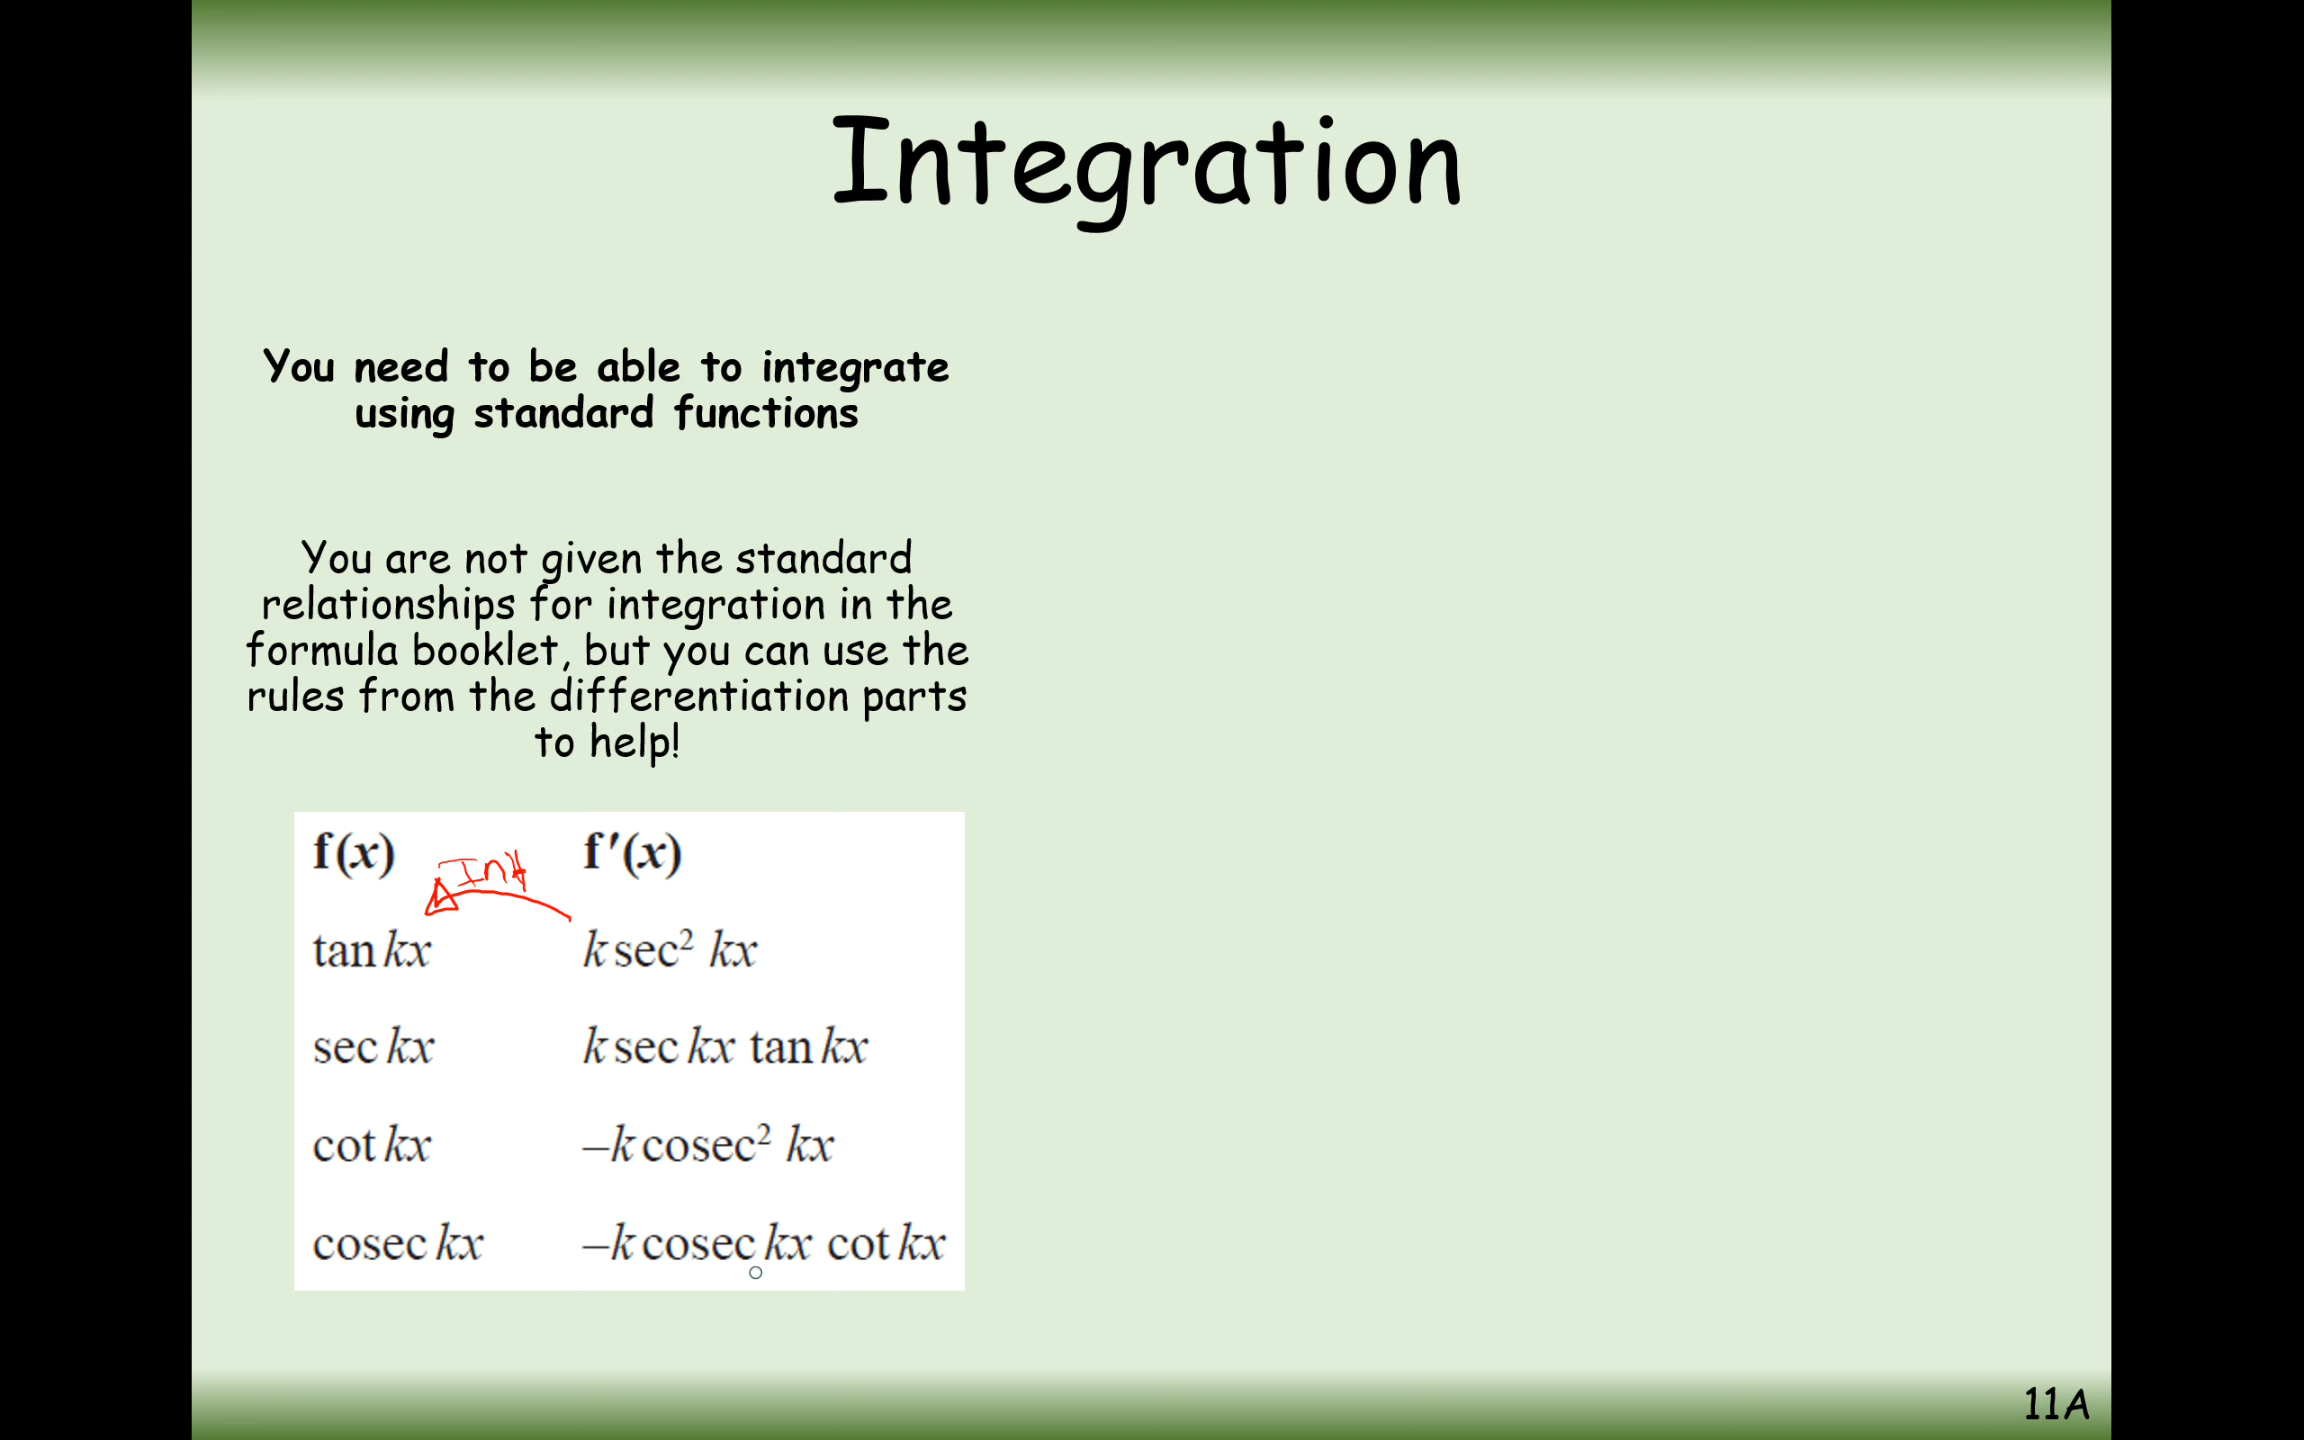 Integration
You need to be able to integrate
using standard functions
You are not given the standard
relationships for integration in the
formula booklet, but you can use the
rules from the differentiation parts
to help!
f(x) Int f′(x)
tan kx k sec² kx
sec kx k sec kx tan kx
cot kx –k cosec² kx
cosec kx –k cosec kx cot kx
11A